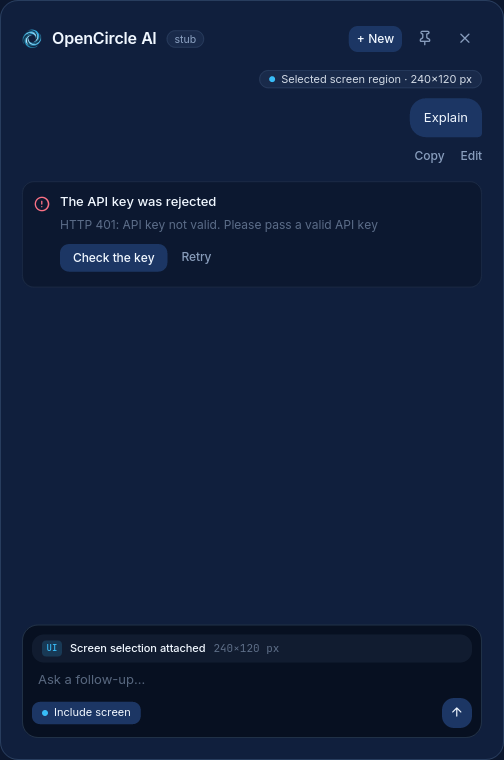 OpenCircle AI stub + New
Selected screen region · 240×120 px
Explain
Copy Edit
The API key was rejected
HTTP 401: API key not valid. Please pass a valid API key
Check the key Retry
UI Screen selection attached 240×120 px
Ask a follow-up...
Include screen